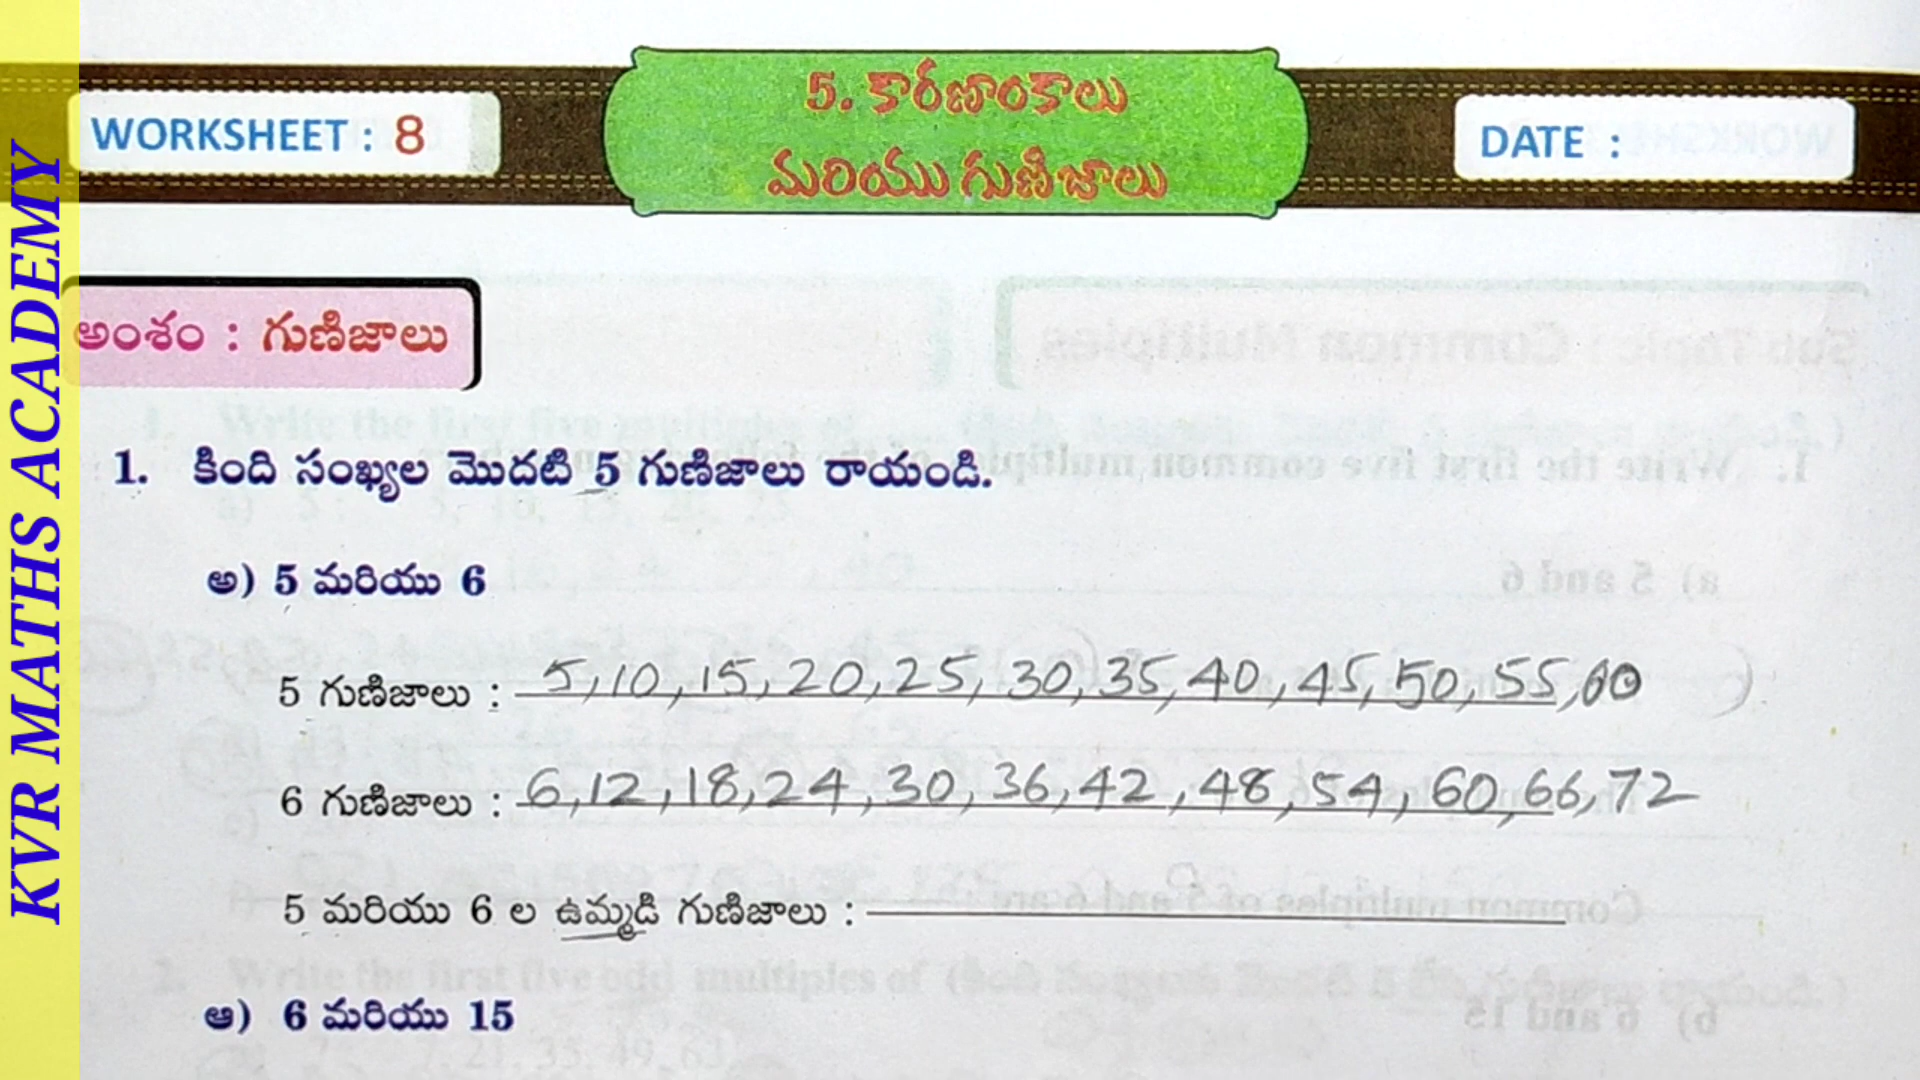 KVR MATHS ACADEMY
WORKSHEET : 8
5. కారణాంకాలు
మరియు గుణిజాలు
DATE :
అంశం : గుణిజాలు
1. కింది సంఖ్యల మొదటి 5 గుణిజాలు రాయండి.
అ) 5 మరియు 6
5 గుణిజాలు : 5, 10, 15, 20, 25, 30, 35, 40, 45, 50, 55, 60
6 గుణిజాలు : 6, 12, 18, 24, 30, 36, 42, 48, 54, 60, 66, 72
5 మరియు 6 ల ఉమ్మడి గుణిజాలు :
ఆ) 6 మరియు 15